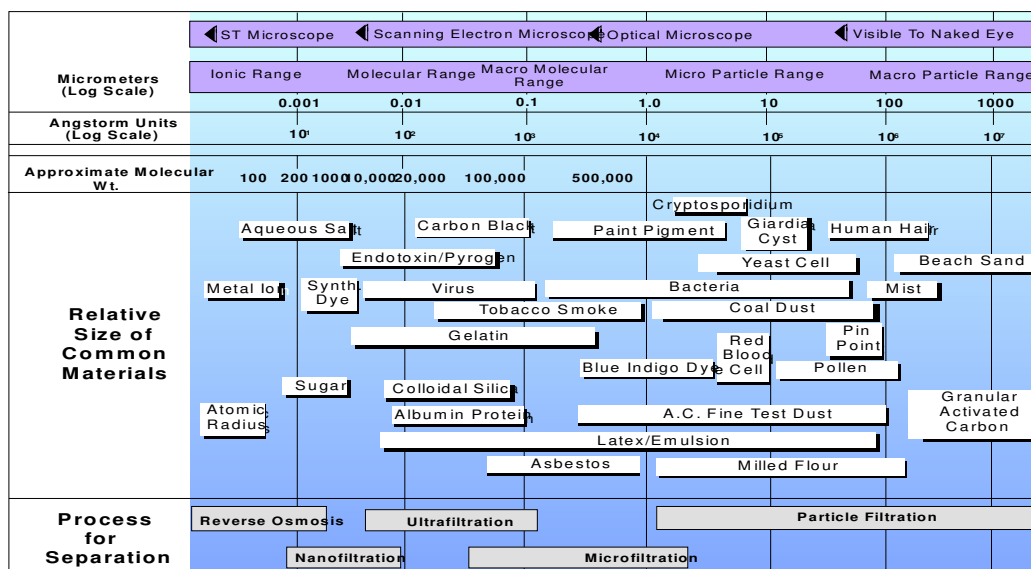 ST Microscope Scanning Electron Microscope Optical Microscope Visible To Naked Eye
Micrometers
(Log Scale)
Ionic Range Molecular Range Macro Molecular
Range Micro Particle Range Macro Particle Range
0.001 0.01 0.1 1.0 10 100 1000
Angstorm Units
(Log Scale)
10¹ 10² 10³ 10⁴ 10⁵ 10⁶ 10⁷
Approximate Molecular
Wt.
100 200 1000 10,000 20,000 100,000 500,000
Relative
Size of
Common
Materials
Cryptosporidium
Aqueous Salt
Carbon Black
Paint Pigment
Giardia
Cyst
Human Hair
Endotoxin/Pyrogen
Yeast Cell
Beach Sand
Metal Ion
Synth.
Dye
Virus
Bacteria
Mist
Tobacco Smoke
Coal Dust
Gelatin
Red
Blood
Cell
Pin
Point
Blue Indigo Dye
Pollen
Sugar
Colloidal Silica
Atomic
Radius
Albumin Protein
A.C. Fine Test Dust
Granular
Activated
Carbon
Latex/Emulsion
Asbestos
Milled Flour
Process
for
Separation
Reverse Osmosis
Ultrafiltration
Particle Filtration
Nanofiltration
Microfiltration